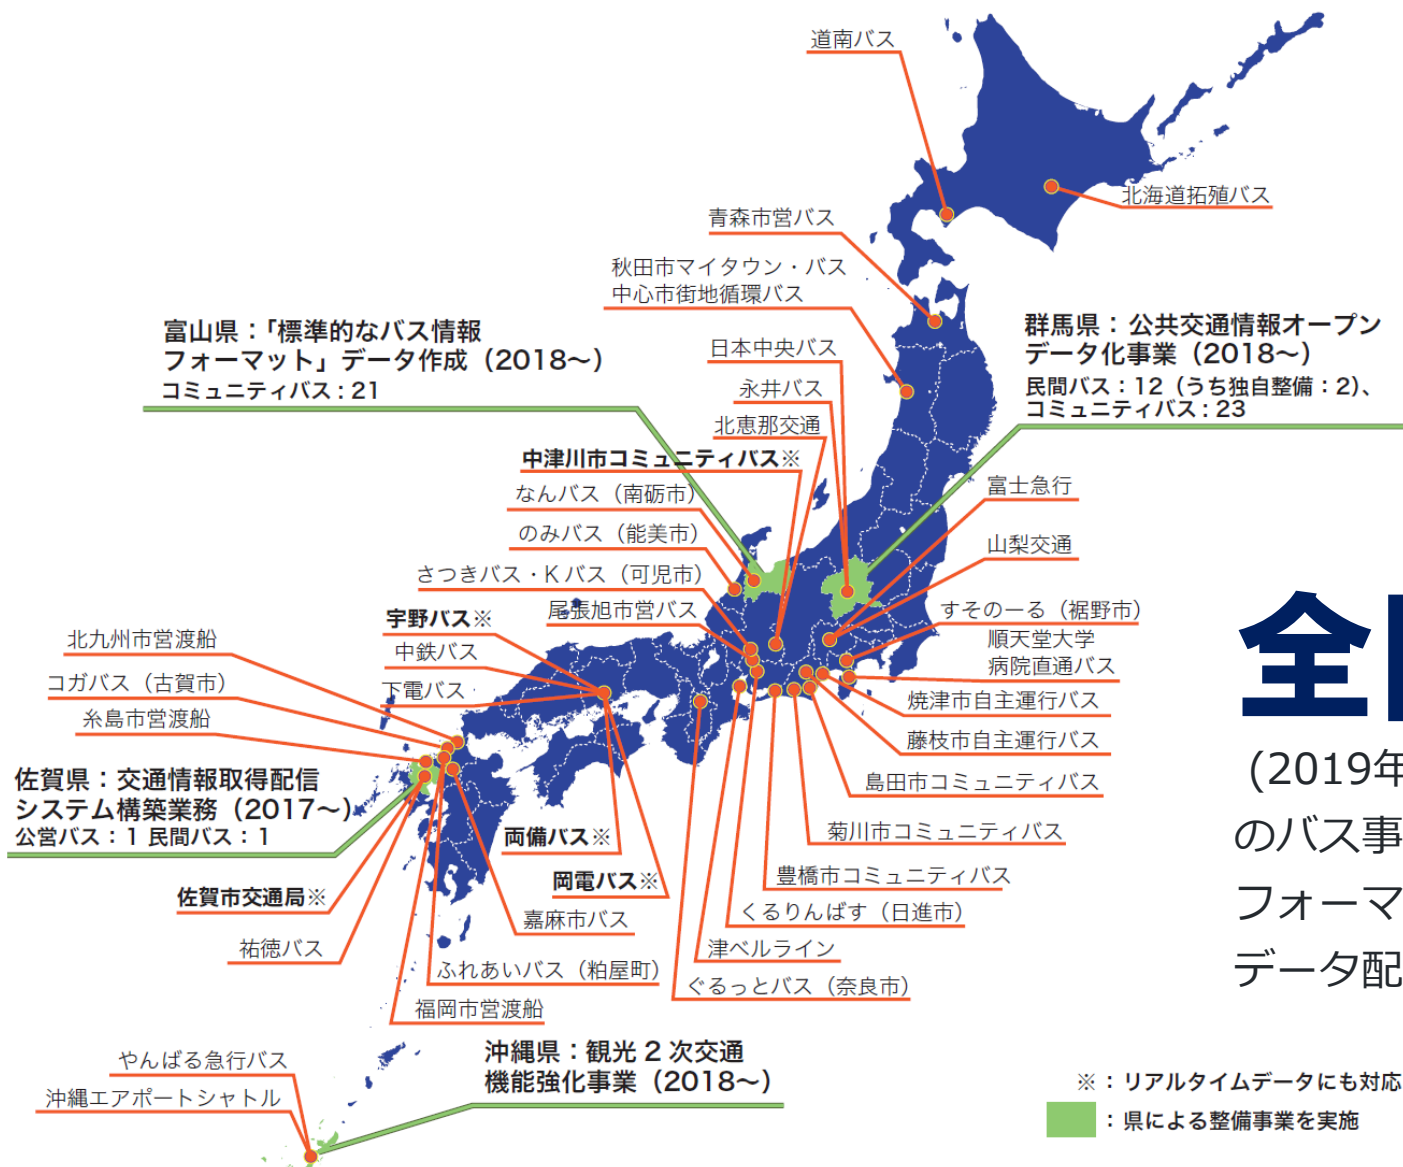 道南バス
北海道拓殖バス
青森市営バス
秋田市マイタウン・バス
中心市街地循環バス
富山県：「標準的なバス情報
フォーマット」データ作成（2018〜）
コミュニティバス：21
群馬県：公共交通情報オープン
データ化事業（2018〜）
民間バス：12（うち独自整備：2）、
コミュニティバス：23
日本中央バス
永井バス
北恵那交通
中津川市コミュニティバス※
なんバス（南砺市）
のみバス（能美市）
さつきバス・Kバス（可児市）
尾張旭市営バス
宇野バス※
中鉄バス
下電バス
北九州市営渡船
コガバス（古賀市）
糸島市営渡船
佐賀県：交通情報取得配信
システム構築業務（2017〜）
公営バス：1 民間バス：1
佐賀市交通局※
祐徳バス
両備バス※
岡電バス※
嘉麻市バス
ふれあいバス（粕屋町）
福岡市営渡船
富士急行
山梨交通
すそのーる（裾野市）
順天堂大学
病院直通バス
焼津市自主運行バス
藤枝市自主運行バス
島田市コミュニティバス
菊川市コミュニティバス
豊橋市コミュニティバス
くるりんばす（日進市）
津ベルライン
ぐるっとバス（奈良市）
やんばる急行バス
沖縄エアポートシャトル
沖縄県：観光２次交通
機能強化事業（2018〜）
全
(2019年
のバス事
フォーマ
データ配
※：リアルタイムデータにも対応
：県による整備事業を実施